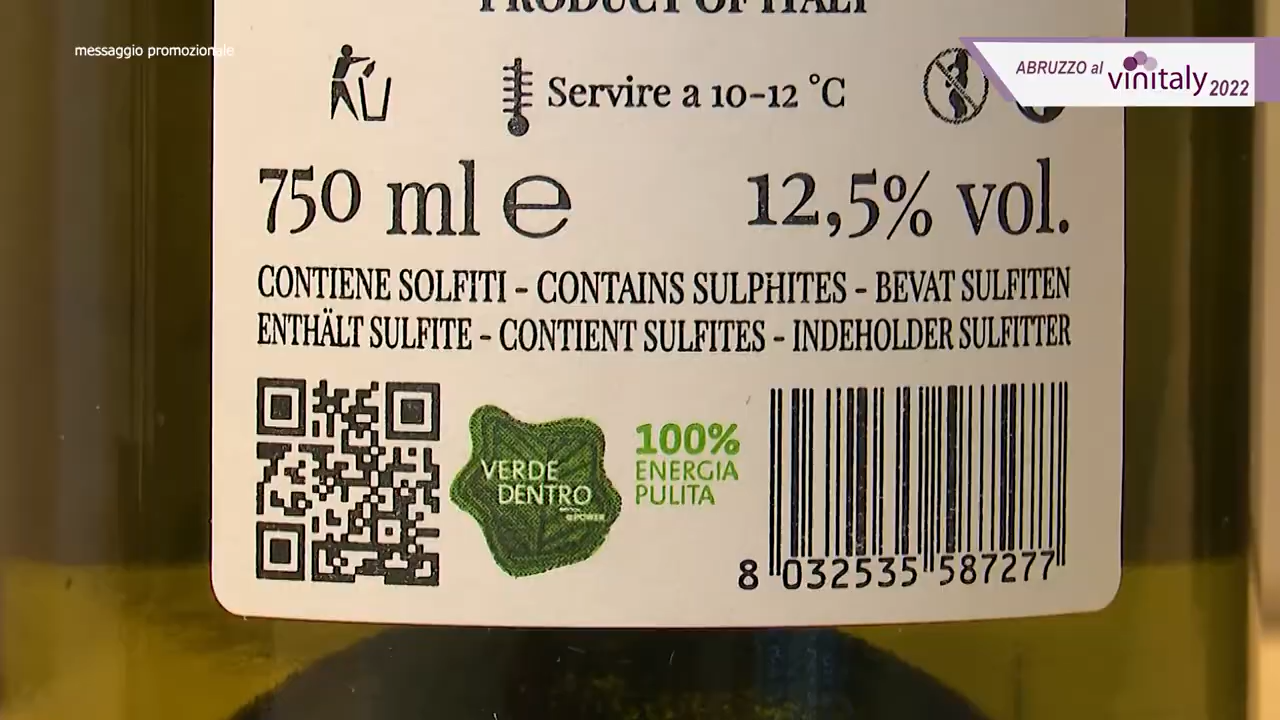 PRODUCT OF ITALY
messaggio promozionale
ABRUZZO al vinitaly 2022
Servire a 10-12 °C
750 ml e
12,5% vol.
CONTIENE SOLFITI - CONTAINS SULPHITES - BEVAT SULFITEN
ENTHÄLT SULFITE - CONTIENT SULFITES - INDEHOLDER SULFITTER
VERDE
DENTRO
100%
ENERGIA
PULITA
8 032535 587277